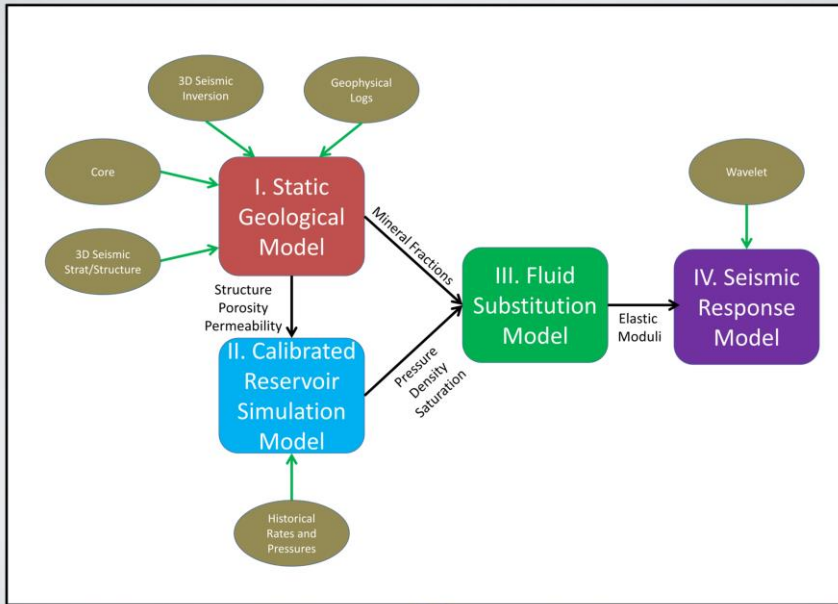 3D Seismic
Inversion
Geophysical
Logs
Core
3D Seismic
Strat/Structure
I. Static
Geological
Model
Mineral Fractions
Structure
Porosity
Permeability
II. Calibrated
Reservoir
Simulation
Model
Pressure
Density
Saturation
Historical
Rates and
Pressures
III. Fluid
Substitution
Model
Elastic
Moduli
Wavelet
IV. Seismic
Response
Model